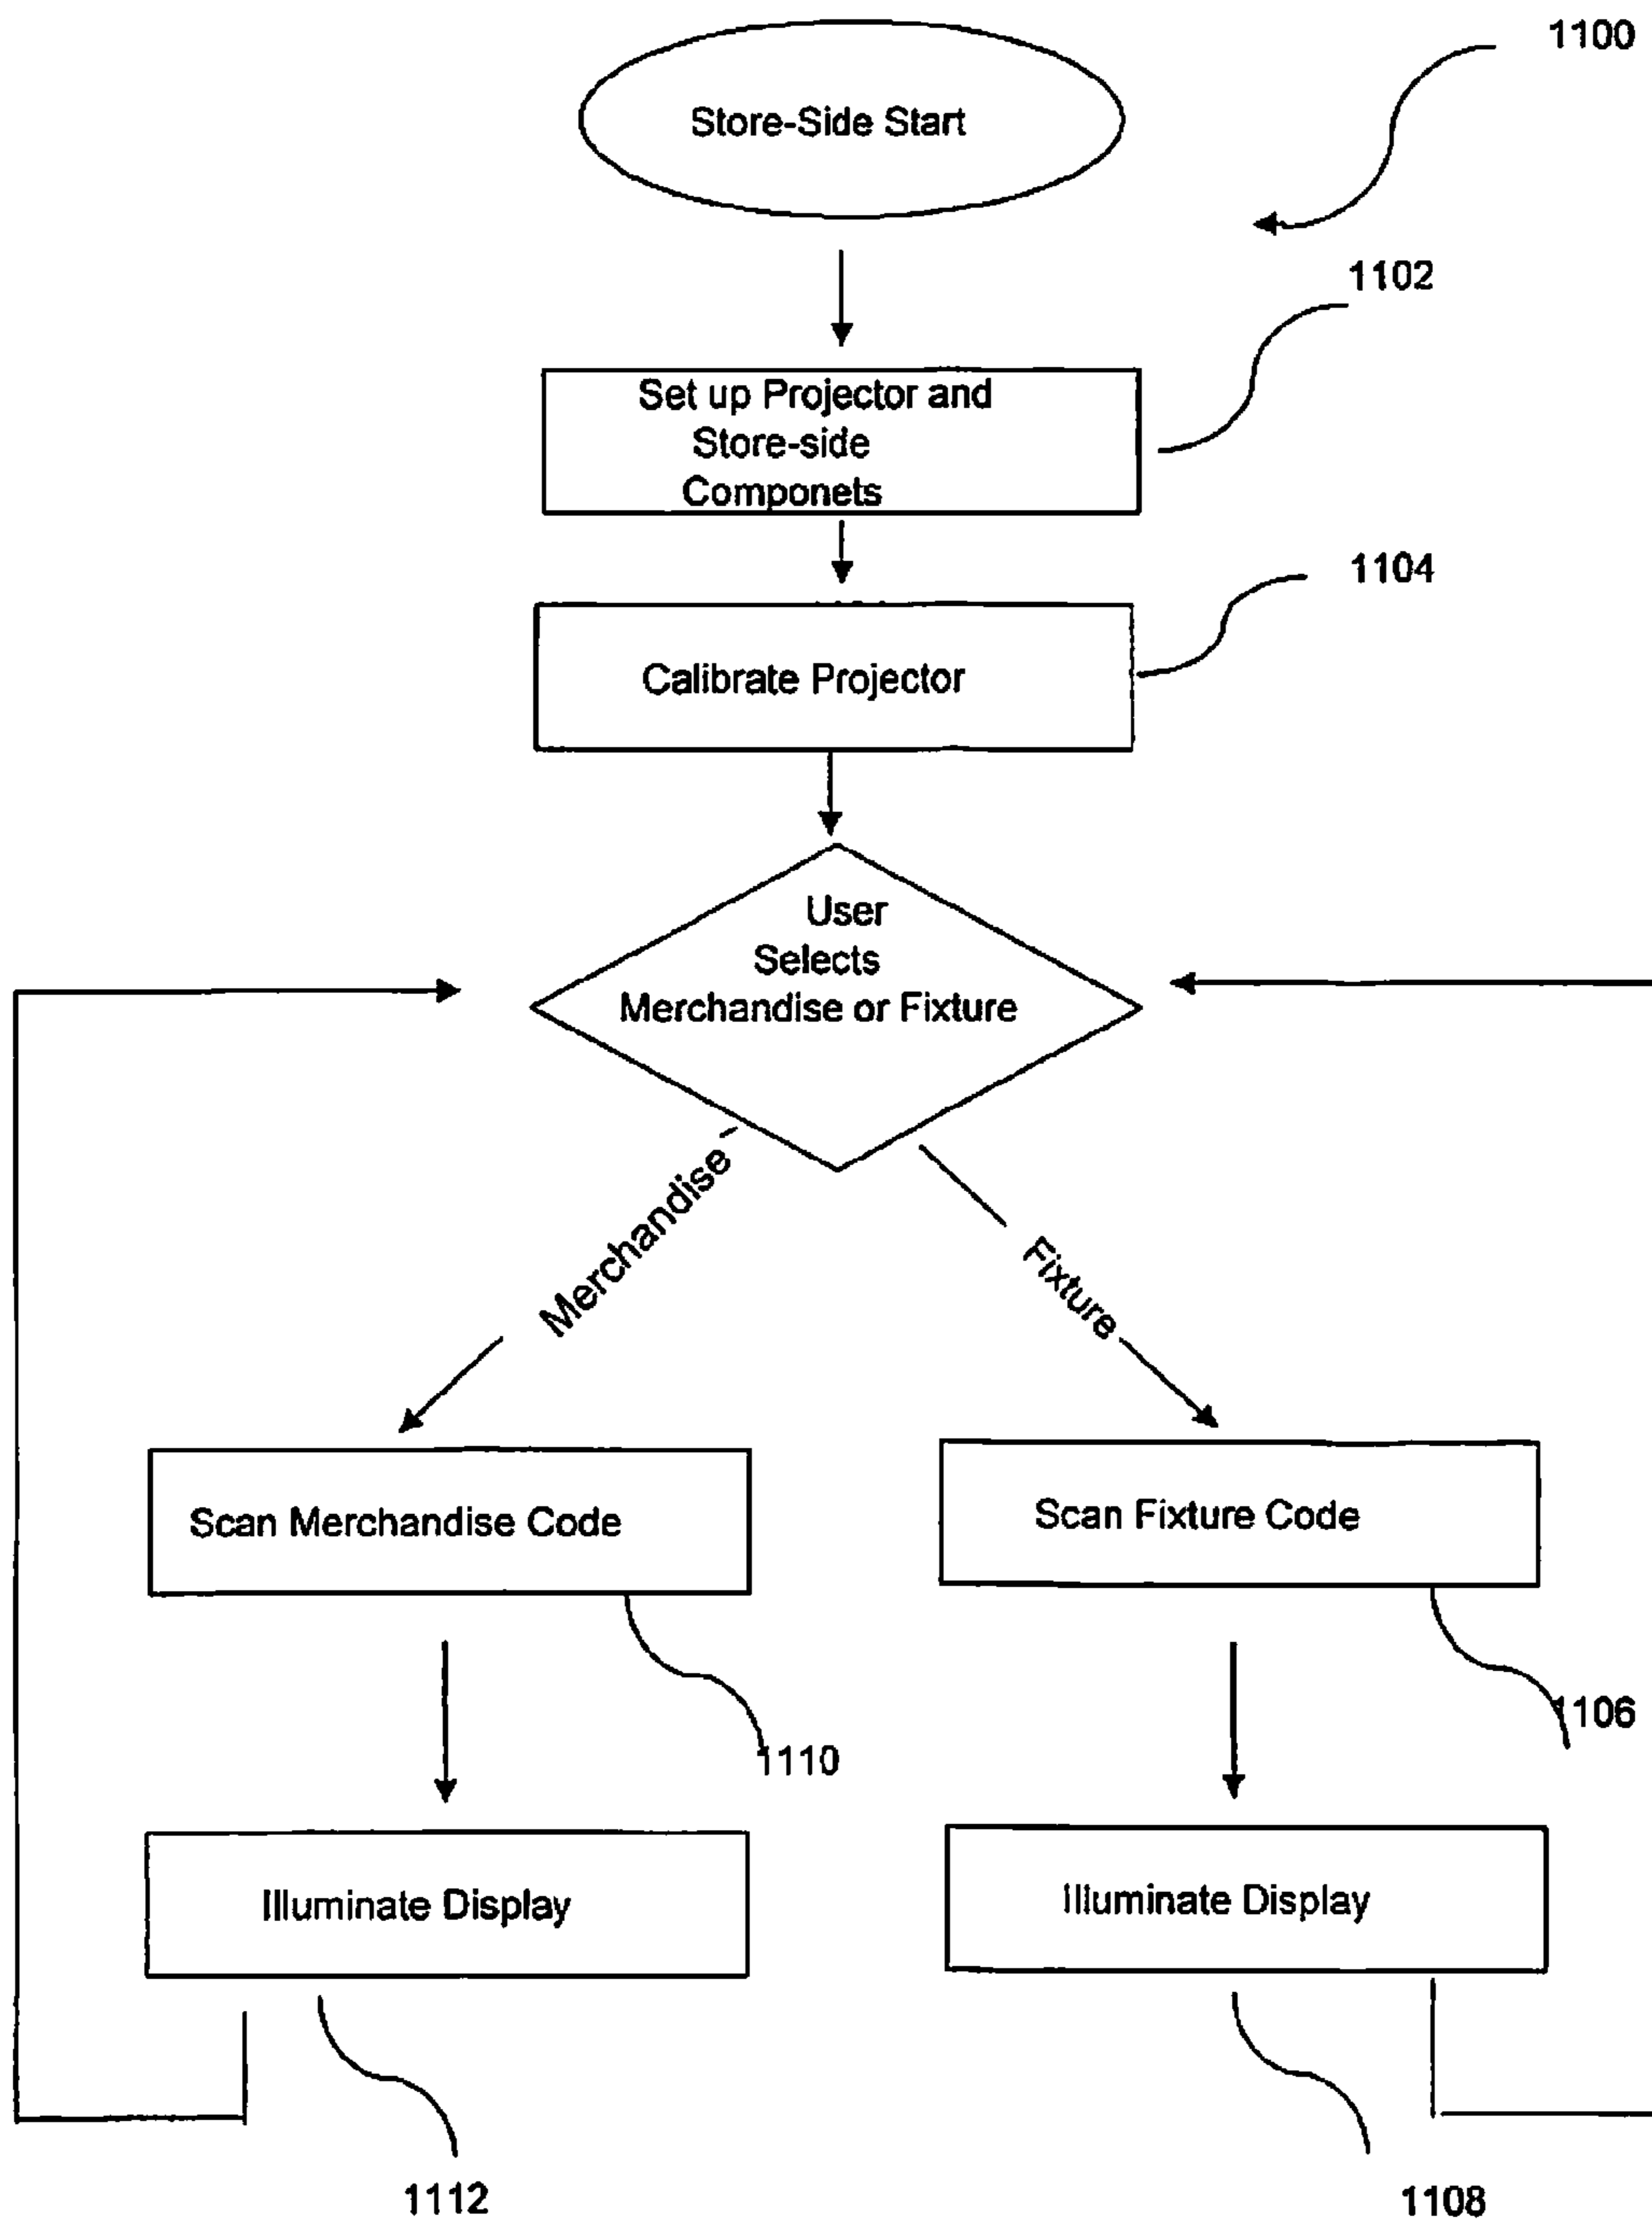 1100
Store-Side Start
1102
Set up Projector and
Store-side
Componets
1104
Calibrate Projector
User
Selects
Merchandise or Fixture
Merchandise
Fixture
Scan Merchandise Code
Scan Fixture Code
1110
1106
Illuminate Display
Illuminate Display
1112
1108